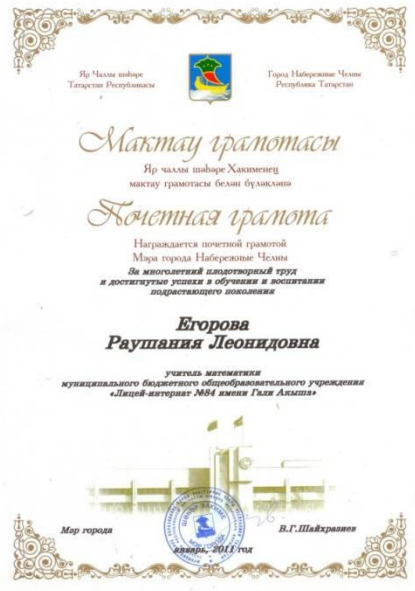 Яр Чаллы шәһәре
Татарстан Республикасы
Город Набережные Челны
Республика Татарстан
Мактау грамотасы
Яр чаллы шәһәре Хакименең
мактау грамотасы белән бүләкләнә
Почетная грамота
Награждается почетной грамотой
Мэра города Набережные Челны
За многолетний плодотворный труд
и достигнутые успехи в обучении и воспитании
подрастающего поколения
Егорова
Раушания Леонидовна
учитель математики
муниципального бюджетного общеобразовательного учреждения
«Лицей-интернат №84 имени Гали Акыша»
Мэр города
В.Г.Шайхразиев
МЭР ГОРОДА
январь, 2011 год